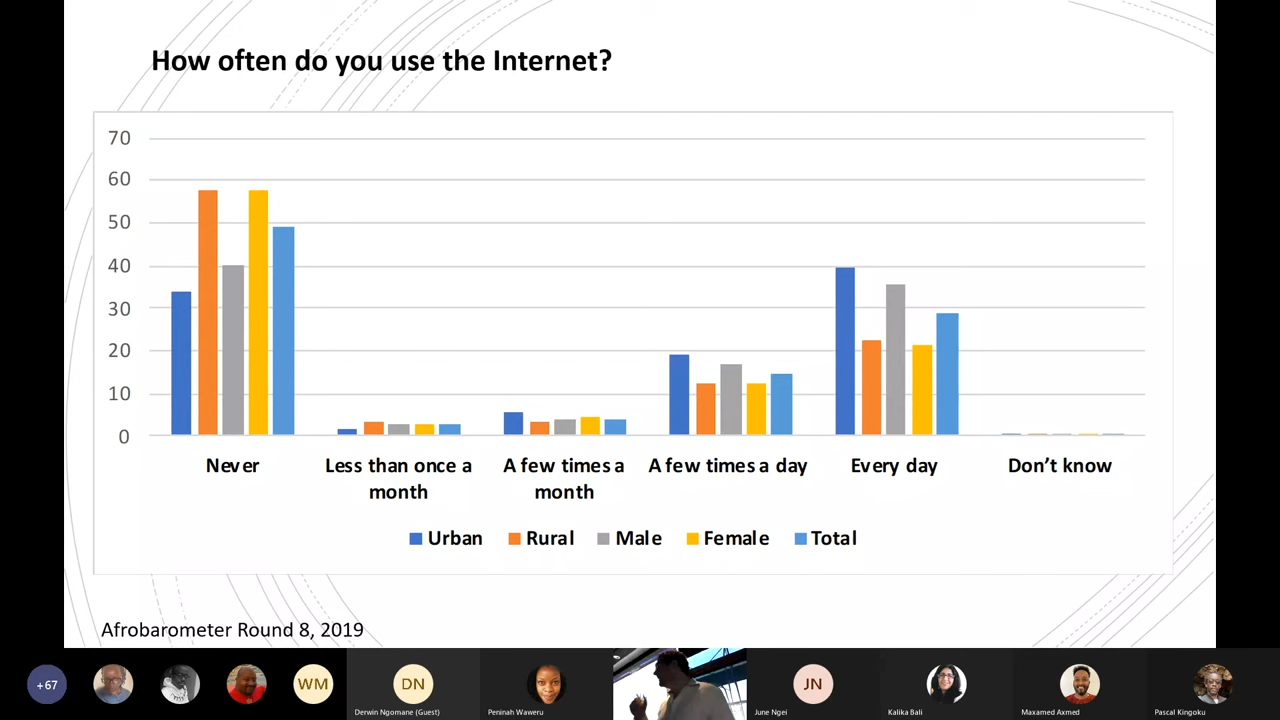 How often do you use the Internet?
70
60
50
40
30
20
10
0
Never
Less than once a
month
A few times a
month
A few times a day
Every day
Don't know
Urban
Rural
Male
Female
Total
Afrobarometer Round 8, 2019
+67
WM
DN
Derwin Ngomane (Guest)
Peninah Waweru
JN
June Ngei
Kalika Bali
Maxamed Axmed
Pascal Kingoku